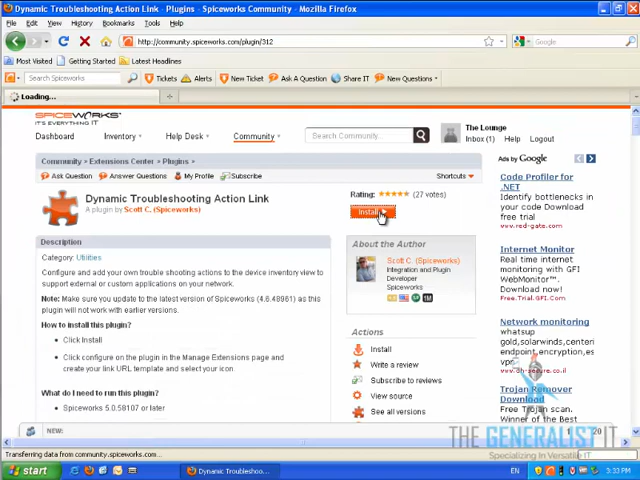 Dynamic Troubleshooting Action Link - Plugins - Spiceworks Community - Mozilla Firefox
File Edit View History Bookmarks Tools Help
http://community.spiceworks.com/plugin/312
Google
Most Visited Getting Started Latest Headlines
Search Spiceworks Tickets Alerts New Ticket Ask A Question Share IT New Questions
Loading...
SPICEWORKS
IT'S EVERYTHING IT
The Lounge
Inbox (1) Help Logout
Dashboard Inventory Help Desk Community Search Community
Community > Extensions Center > Plugins >
Ask Question Answer Questions My Profile Subscribe Shortcuts
Dynamic Troubleshooting Action Link
A plugin by Scott C. (Spiceworks)
Rating: (27 votes)
Install
Description
Category: Utilities
Configure and add your own trouble shooting actions to the device inventory view to
support external or custom applications on your network.
Note: Make sure you update to the latest version of Spiceworks (4.6.48961) as this
plugin will not work with earlier versions.
How to install this plugin?
Click Install
Click configure on the plugin in the Manage Extensions page and
create your link URL template and select your icon.
What do I need to run this plugin?
Spiceworks 5.0.58107 or later
About the Author
Scott C. (Spiceworks)
Integration and Plugin
Developer
Spiceworks
Actions
Install
Write a review
Subscribe to reviews
View source
See all versions
Ads by Google
Code Profiler for
.NET
Identify bottlenecks in
your code Download
free trial
www.red-gate.com
Internet Monitor
Real time internet
monitoring with GFI
WebMonitor™.
Download now!
Free.Trial.GFI.Com
Network monitoring
whatsup
gold,solarwinds,center
endpoint,encryption,es
Trojan Remover
Download
Free Trojan scan.
Winner of the Best
NEW:
THE GENERALIST IT
Specializing In Versatile IT
Transferring data from community.spiceworks.com...
start Dynamic Troublesho... EN 3:33 PM